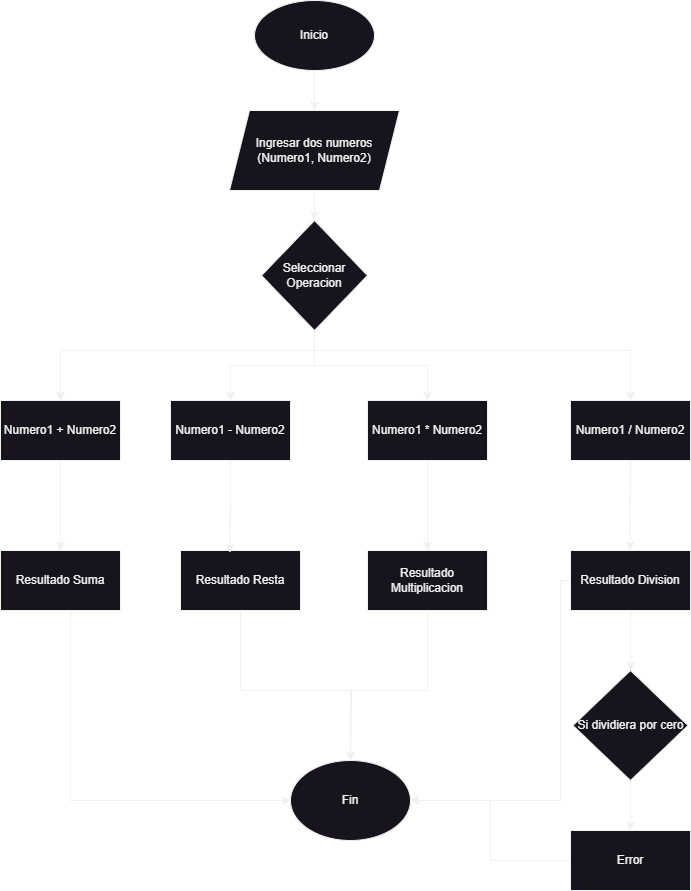 Inicio
Ingresar dos numeros
(Numero1, Numero2)
Seleccionar
Operacion
Numero1 + Numero2
Numero1 - Numero2
Numero1 * Numero2
Numero1 / Numero2
Resultado Suma
Resultado Resta
Resultado
Multiplicacion
Resultado Division
Si dividiera por cero
Fin
Error